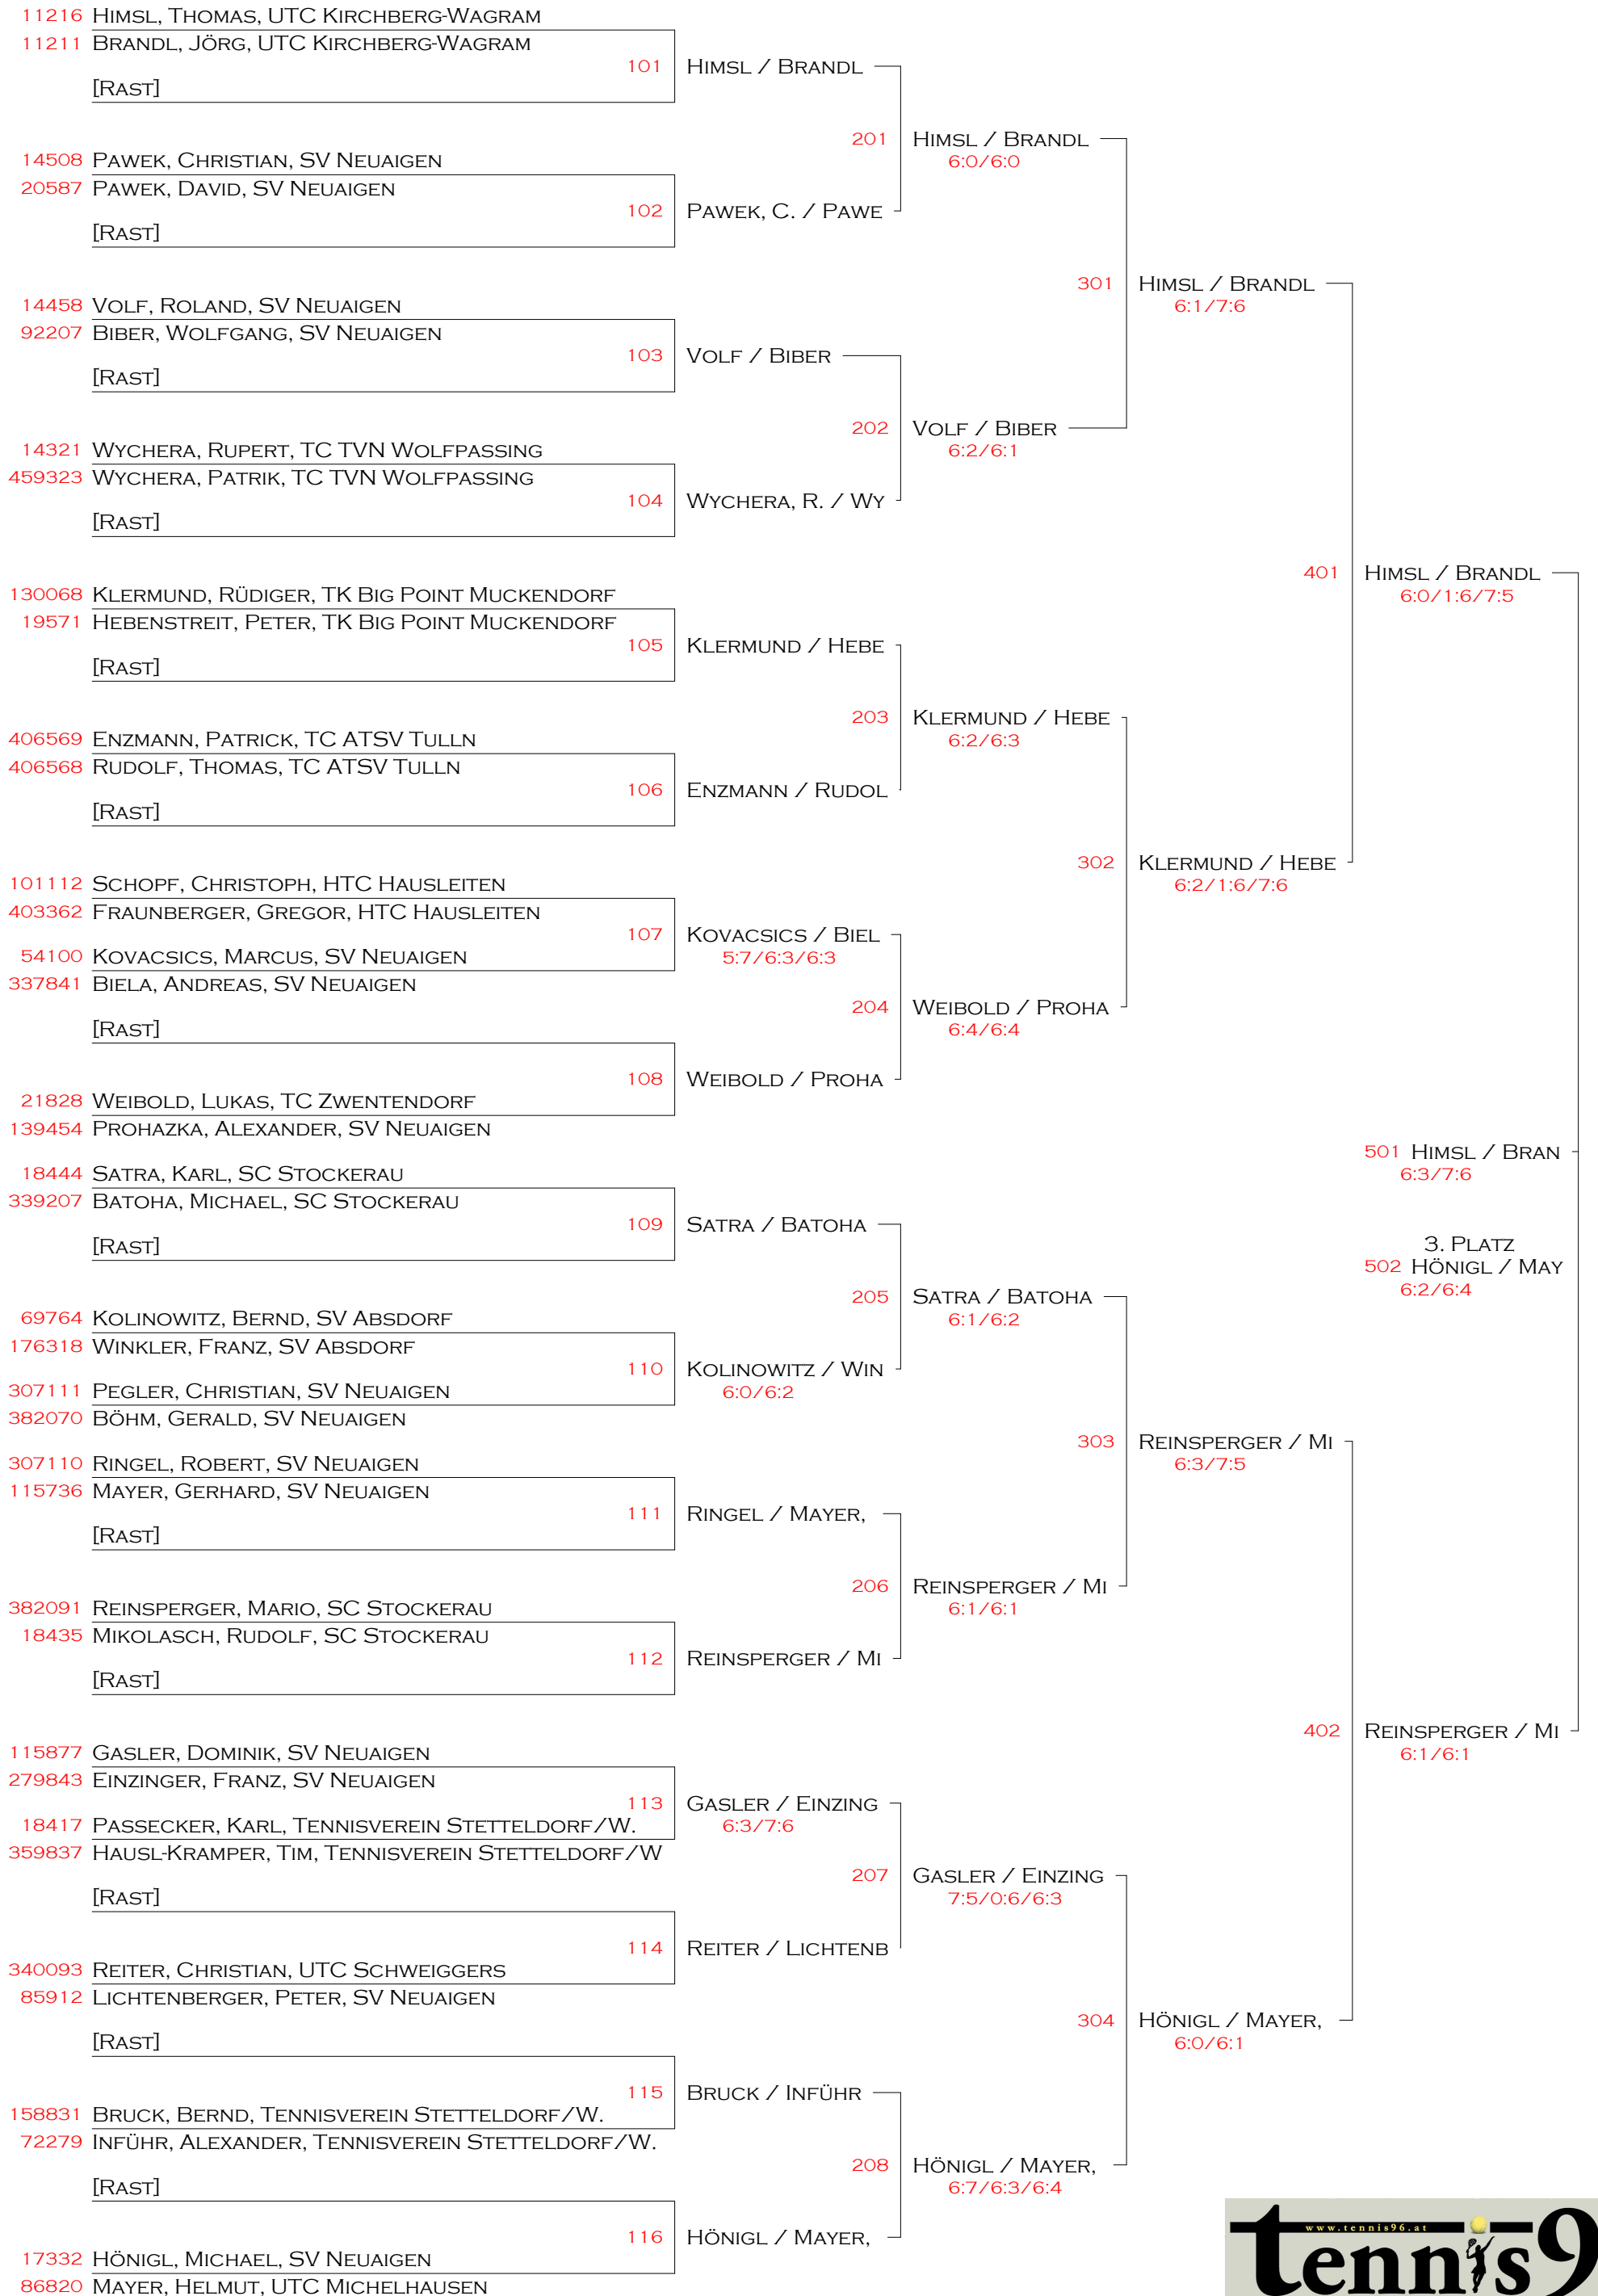 11216 Himsl, Thomas, UTC Kirchberg-Wagram
11211 Brandl, Jörg, UTC Kirchberg-Wagram
101 Himsl / Brandl
[Rast]
201 Himsl / Brandl
6:0/6:0
14508 Pawek, Christian, SV Neuaigen
20587 Pawek, David, SV Neuaigen
102 Pawek, C. / Pawe
[Rast]
301 Himsl / Brandl
6:1/7:6
14458 Volf, Roland, SV Neuaigen
92207 Biber, Wolfgang, SV Neuaigen
103 Volf / Biber
[Rast]
202 Volf / Biber
6:2/6:1
14321 Wychera, Rupert, TC TVN Wolfpassing
459323 Wychera, Patrik, TC TVN Wolfpassing
104 Wychera, R. / Wy
[Rast]
401 Himsl / Brandl
6:0/1:6/7:5
130068 Klermund, Rüdiger, TK Big Point Muckendorf
19571 Hebenstreit, Peter, TK Big Point Muckendorf
105 Klermund / Hebe
[Rast]
203 Klermund / Hebe
6:2/6:3
406569 Enzmann, Patrick, TC ATSV Tulln
406568 Rudolf, Thomas, TC ATSV Tulln
106 Enzmann / Rudol
[Rast]
302 Klermund / Hebe
6:2/1:6/7:6
101112 Schopf, Christoph, HTC Hausleiten
403362 Fraunberger, Gregor, HTC Hausleiten
107 Kovacsics / Biel
5:7/6:3/6:3
54100 Kovacsics, Marcus, SV Neuaigen
337841 Biela, Andreas, SV Neuaigen
204 Weibold / Proha
6:4/6:4
[Rast]
108 Weibold / Proha
21828 Weibold, Lukas, TC Zwentendorf
139454 Prohazka, Alexander, SV Neuaigen
501 Himsl / Bran
6:3/7:6
18444 Satra, Karl, SC Stockerau
339207 Batoha, Michael, SC Stockerau
109 Satra / Batoha
[Rast]
3. Platz
502 Hönigl / May
6:2/6:4
205 Satra / Batoha
6:1/6:2
69764 Kolinowitz, Bernd, SV Absdorf
176318 Winkler, Franz, SV Absdorf
110 Kolinowitz / Win
6:0/6:2
307111 Pegler, Christian, SV Neuaigen
382070 Böhm, Gerald, SV Neuaigen
303 Reinsperger / Mi
6:3/7:5
307110 Ringel, Robert, SV Neuaigen
115736 Mayer, Gerhard, SV Neuaigen
111 Ringel / Mayer,
[Rast]
206 Reinsperger / Mi
6:1/6:1
382091 Reinsperger, Mario, SC Stockerau
18435 Mikolasch, Rudolf, SC Stockerau
112 Reinsperger / Mi
[Rast]
402 Reinsperger / Mi
6:1/6:1
115877 Gasler, Dominik, SV Neuaigen
279843 Einzinger, Franz, SV Neuaigen
113 Gasler / Einzing
6:3/7:6
18417 Passecker, Karl, Tennisverein Stetteldorf/W.
359837 Hausl-Kramper, Tim, Tennisverein Stetteldorf/W
207 Gasler / Einzing
7:5/0:6/6:3
[Rast]
114 Reiter / Lichtenb
340093 Reiter, Christian, UTC Schweiggers
85912 Lichtenberger, Peter, SV Neuaigen
304 Hönigl / Mayer,
6:0/6:1
[Rast]
115 Bruck / Inführ
158831 Bruck, Bernd, Tennisverein Stetteldorf/W.
72279 Inführ, Alexander, Tennisverein Stetteldorf/W.
208 Hönigl / Mayer,
6:7/6:3/6:4
[Rast]
116 Hönigl / Mayer,
17332 Hönigl, Michael, SV Neuaigen
86820 Mayer, Helmut, UTC Michelhausen
www.tennis96.at
tennis9